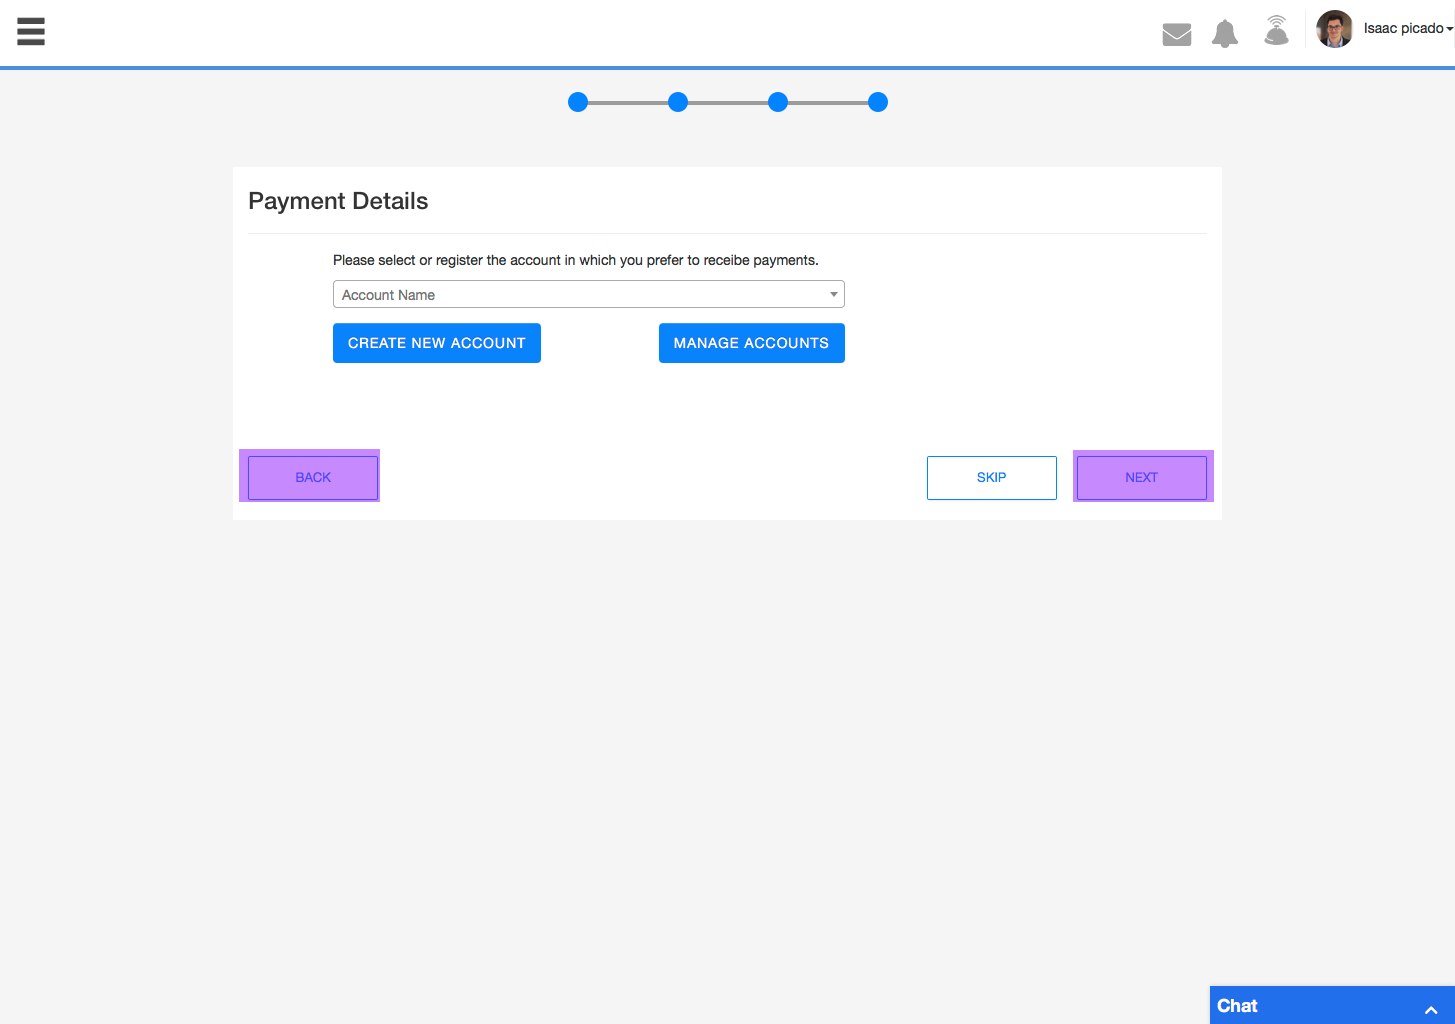 Isaac picado
Payment Details
Please select or register the account in which you prefer to receibe payments.
Account Name
CREATE NEW ACCOUNT
MANAGE ACCOUNTS
BACK
SKIP
NEXT
Chat